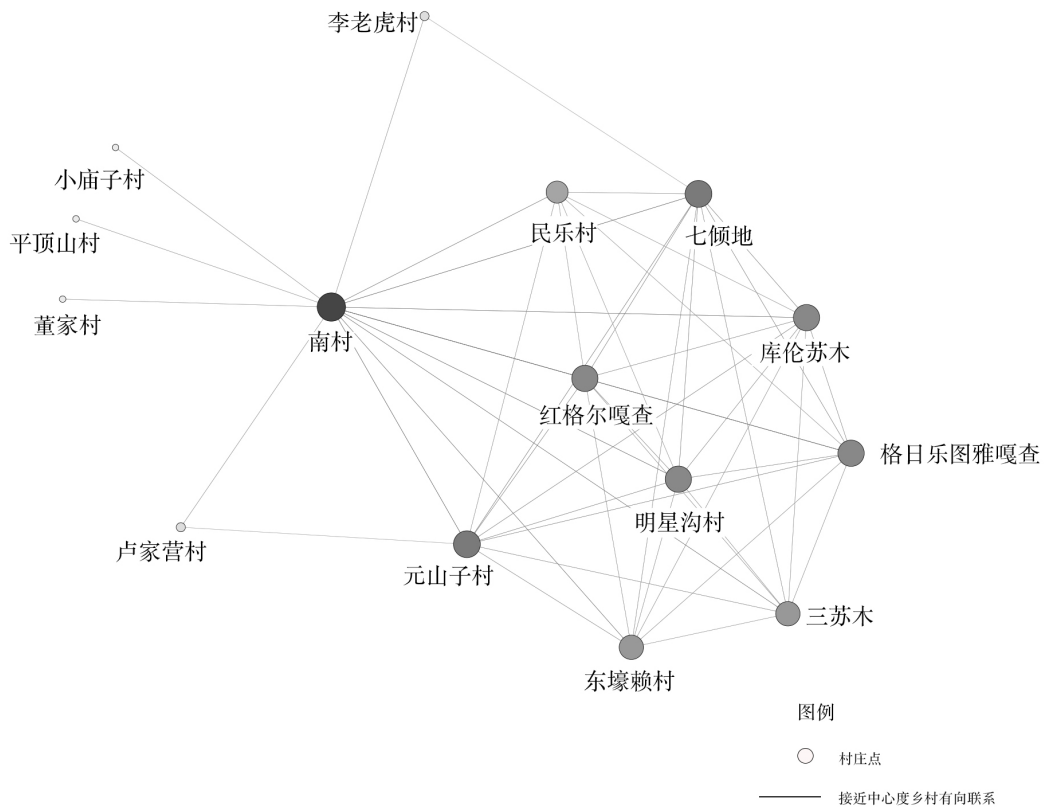 李老虎村
小庙子村
平顶山村
董家村
南村
民乐村
七倾地
库伦苏木
红格尔嘎查
格日乐图雅嘎查
明星沟村
卢家营村
元山子村
三苏木
东壕赖村
图例
村庄点
接近中心度乡村有向联系